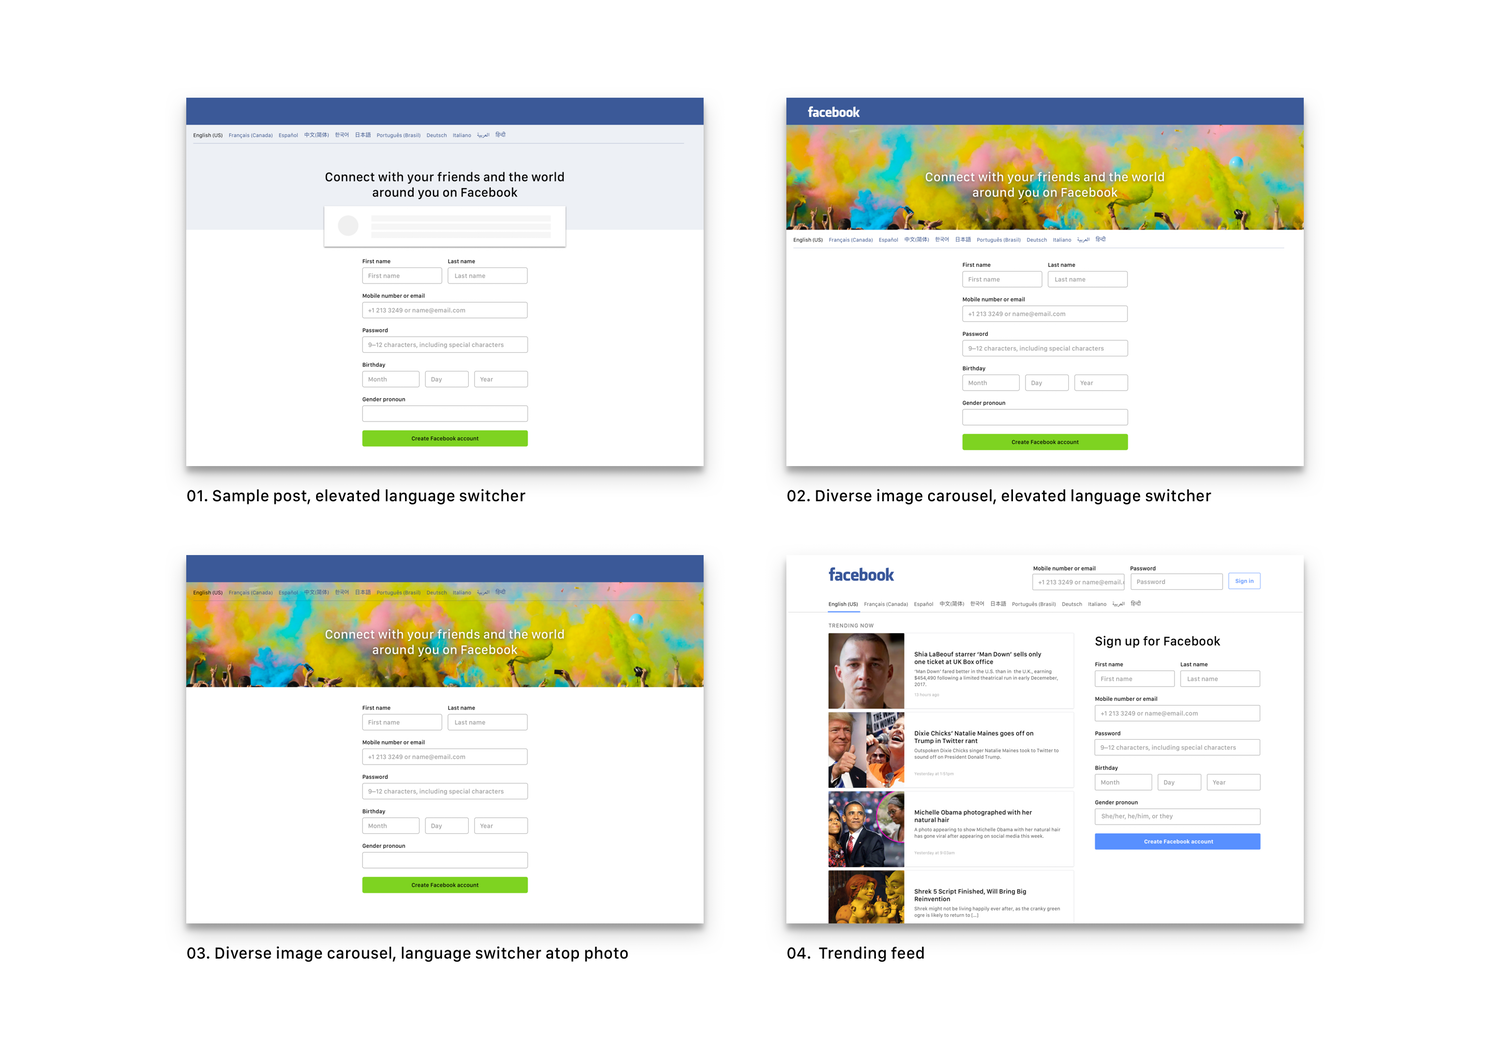 English (US) Français (Canada) Español 中文(简体) 한국어 日本語 Português (Brasil) Deutsch Italiano العربية हिन्दी
Connect with your friends and the world
around you on Facebook
First name Last name
First name Last name
Mobile number or email
+1 213 3249 or name@email.com
Password
9–12 characters, including special characters
Birthday
Month Day Year
Gender pronoun
Create Facebook account
01. Sample post, elevated language switcher
facebook
Connect with your friends and the world
around you on Facebook
English (US) Français (Canada) Español 中文(简体) 한국어 日本語 Português (Brasil) Deutsch Italiano العربية हिन्दी
First name Last name
First name Last name
Mobile number or email
+1 213 3249 or name@email.com
Password
9–12 characters, including special characters
Birthday
Month Day Year
Gender pronoun
Create Facebook account
02. Diverse image carousel, elevated language switcher
English (US) Français (Canada) Español 中文(简体) 한국어 日本語 Português (Brasil) Deutsch Italiano العربية हिन्दी
Connect with your friends and the world
around you on Facebook
First name Last name
First name Last name
Mobile number or email
+1 213 3249 or name@email.com
Password
9–12 characters, including special characters
Birthday
Month Day Year
Gender pronoun
Create Facebook account
03. Diverse image carousel, language switcher atop photo
facebook
Mobile number or email Password
+1 213 3249 or name@email. Password Sign in
English (US) Français (Canada) Español 中文(简体) 한국어 日本語 Português (Brasil) Deutsch Italiano العربية हिन्दी
TRENDING NOW
Shia LaBeouf starrer 'Man Down' sells only
one ticket at UK Box office
'Man Down' fared better in the U.S. than in the U.K., earning
$454,490 following a limited theatrical run in early Decemeber,
2017.
13 hours ago
Dixie Chicks' Natalie Maines goes off on
Trump in Twitter rant
Outspoken Dixie Chicks singer Natalie Maines took to Twitter to
sound off on President Donald Trump.
Yesterday at 7:01pm
Michelle Obama photographed with her
natural hair
A photo appearing to show Michelle Obama with her natural hair
has gone viral after appearing on social media this week.
Yesterday at
Shrek 5 Script Finished, Will Bring Big
Reinvention
Shrek might not be living happily ever after, as the cranky green
ogre is likely to return to [...]
Sign up for Facebook
First name Last name
First name Last name
Mobile number or email
+1 213 3249 or name@email.com
Password
9–12 characters, including special characters
Birthday
Month Day Year
Gender pronoun
She/her, he/him, or they
Create Facebook account
04. Trending feed